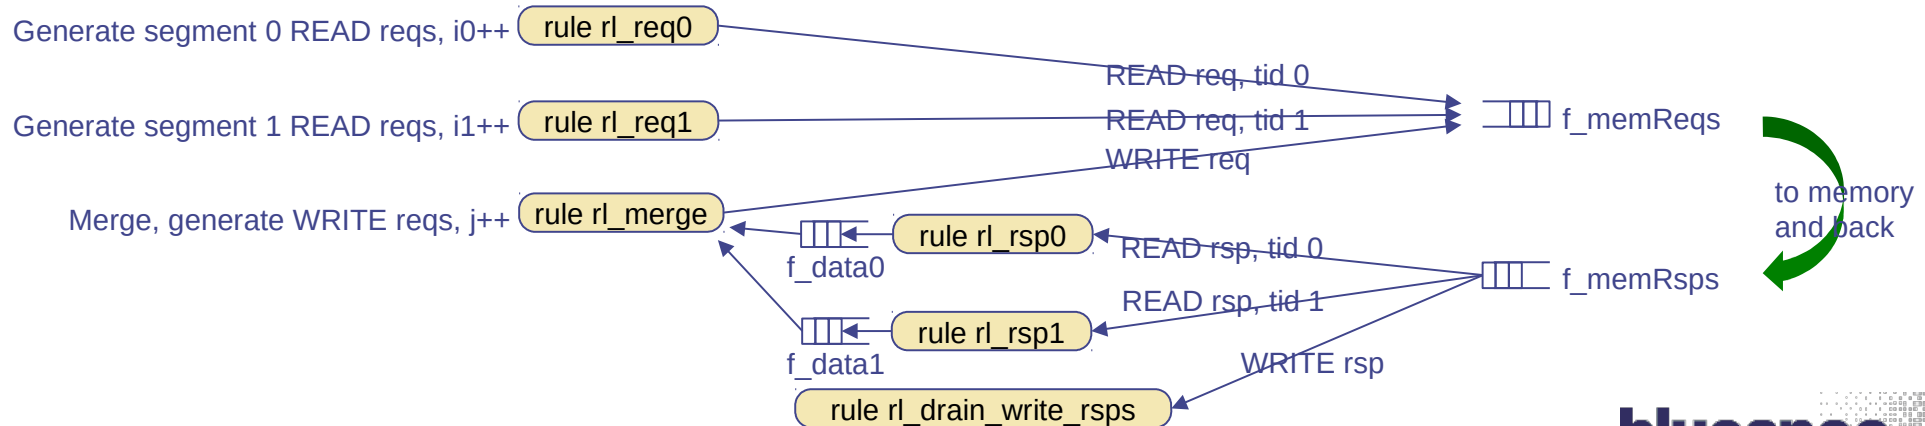 Generate segment 0 READ reqs, i0++
rule rl_req0
READ req, tid 0
Generate segment 1 READ reqs, i1++
rule rl_req1
READ req, tid 1
f_memReqs
WRITE req
Merge, generate WRITE reqs, j++
rule rl_merge
to memory
and back
rule rl_rsp0
READ rsp, tid 0
f_data0
f_memRsps
READ rsp, tid 1
rule rl_rsp1
f_data1
WRITE rsp
rule rl_drain_write_rsps